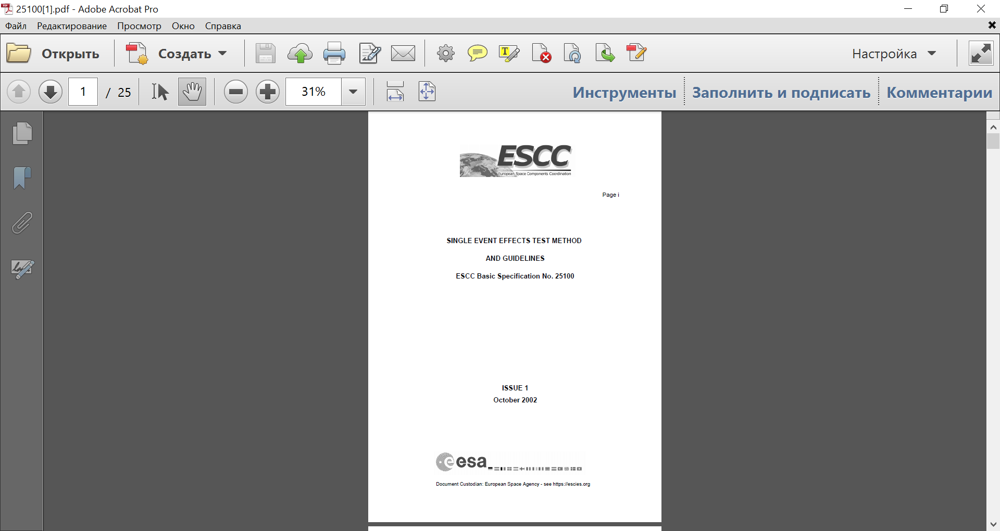 25100[1].pdf - Adobe Acrobat Pro
Файл Редактирование Просмотр Окно Справка
Открыть Создать Настройка
1 / 25 31% Инструменты Заполнить и подписать Комментарии
ESCC
European Space Components Coordination
Page i
SINGLE EVENT EFFECTS TEST METHOD
AND GUIDELINES
ESCC Basic Specification No. 25100
ISSUE 1
October 2002
esa
Document Custodian: European Space Agency - see https://escies.org